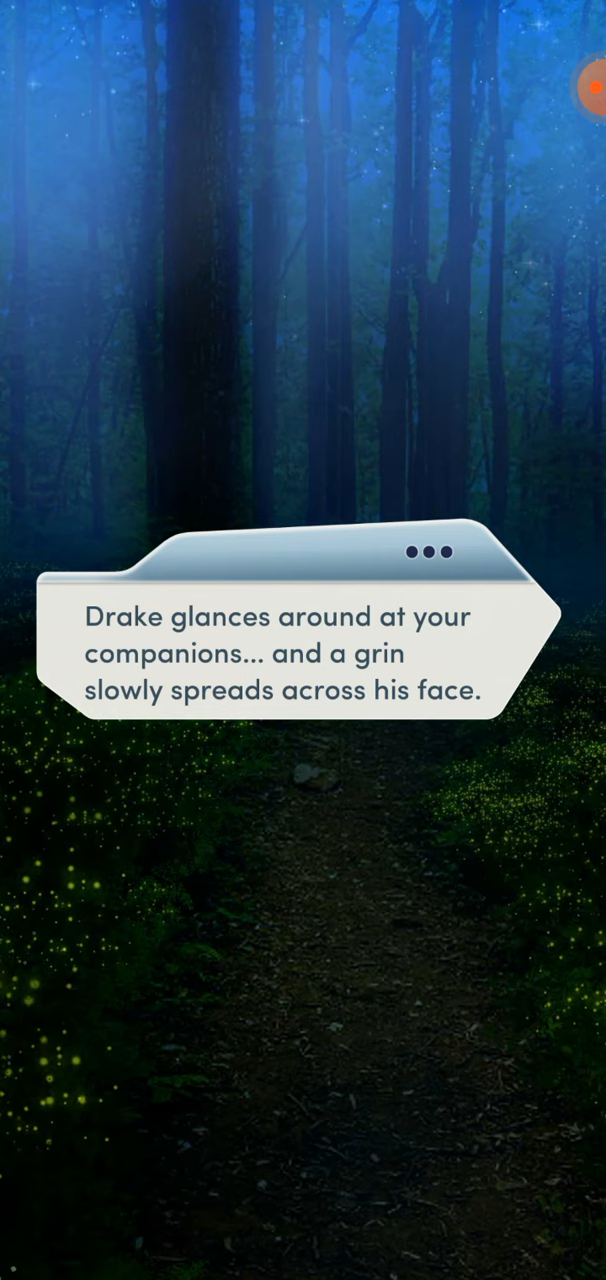 Drake glances around at your
companions... and a grin
slowly spreads across his face.